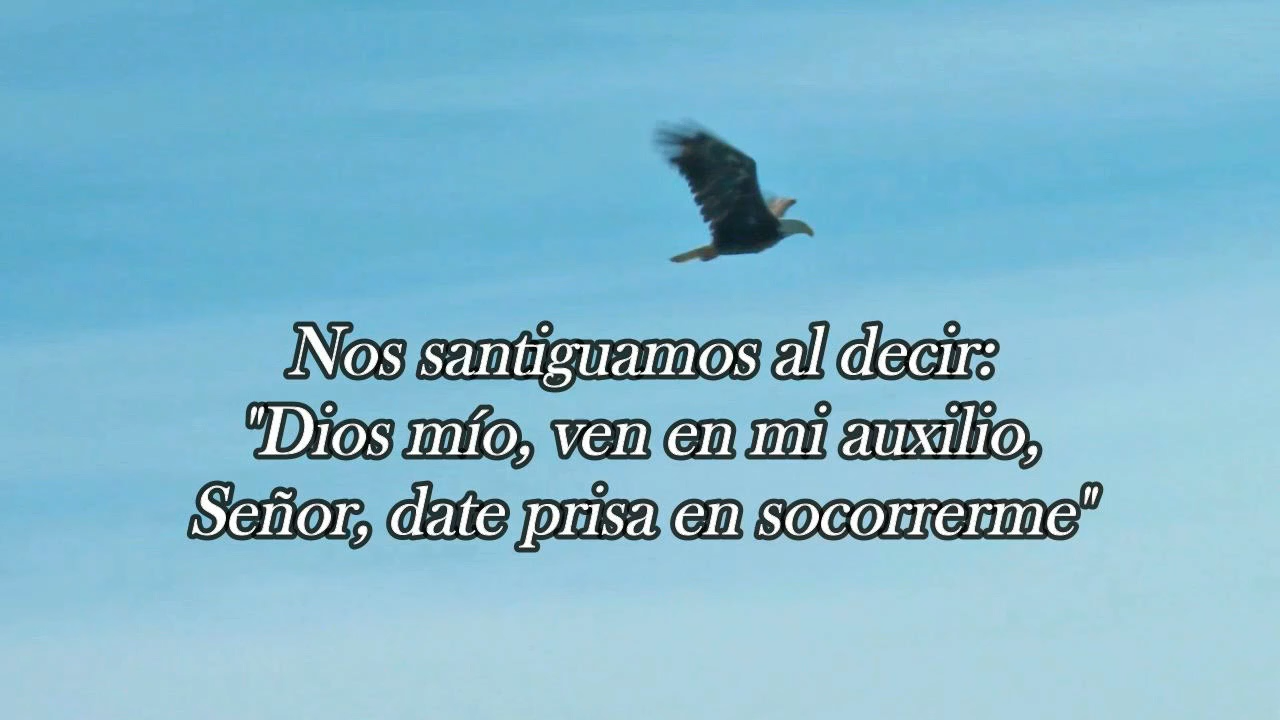 Nos santiguamos al decir:
"Dios mío, ven en mi auxilio,
Señor, date prisa en socorrerme"